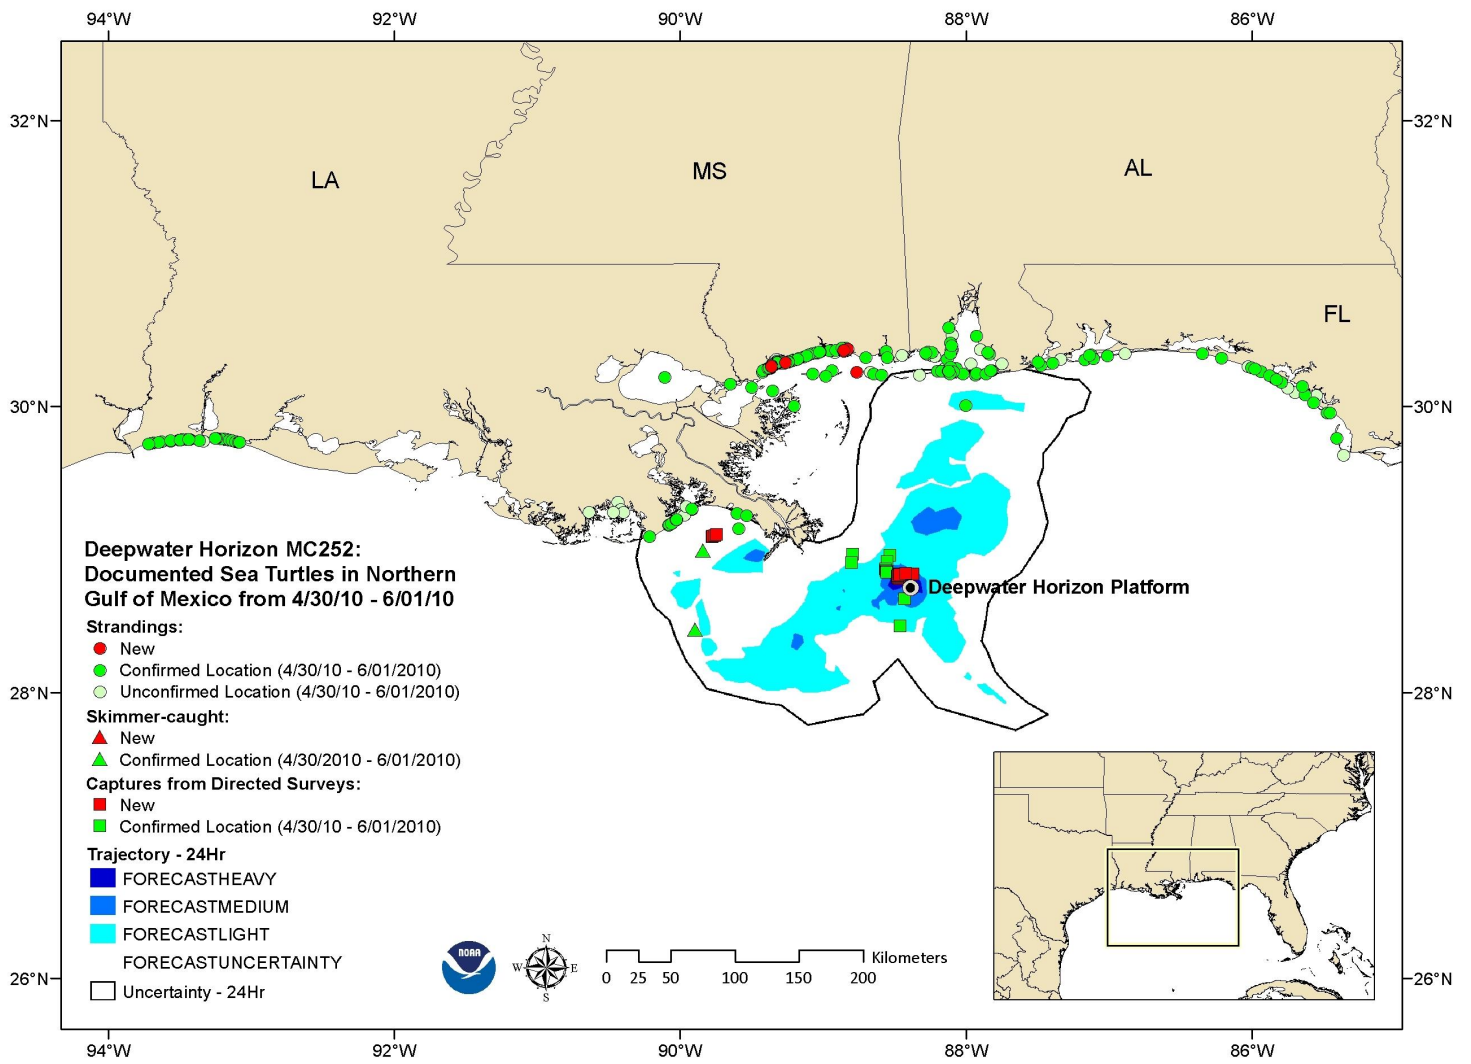 94°W 92°W 90°W 88°W 86°W
32°N 32°N
LA MS AL
FL
30°N 30°N
Deepwater Horizon Platform
28°N 28°N
Deepwater Horizon MC252:
Documented Sea Turtles in Northern
Gulf of Mexico from 4/30/10 - 6/01/10
Strandings:
New
Confirmed Location (4/30/10 - 6/01/2010)
Unconfirmed Location (4/30/10 - 6/01/2010)
Skimmer-caught:
New
Confirmed Location (4/30/2010 - 6/01/2010)
Captures from Directed Surveys:
New
Confirmed Location (4/30/10 - 6/01/2010)
Trajectory - 24Hr
FORECASTHEAVY
FORECASTMEDIUM
FORECASTLIGHT
FORECASTUNCERTAINTY
Uncertainty - 24Hr
NOAA
N
W E
S
Kilometers
0 25 50 100 150 200
26°N 26°N
94°W 92°W 90°W 88°W 86°W